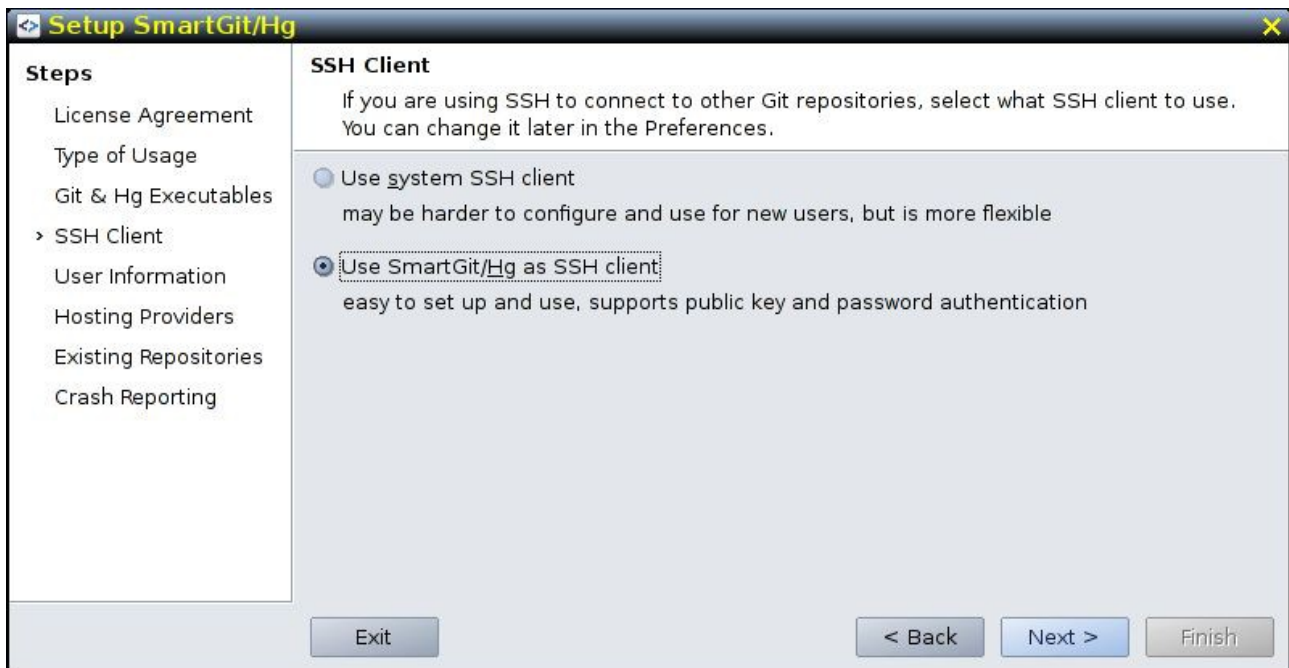 Setup SmartGit/Hg
Steps
License Agreement
Type of Usage
Git & Hg Executables
SSH Client
User Information
Hosting Providers
Existing Repositories
Crash Reporting
SSH Client
If you are using SSH to connect to other Git repositories, select what SSH client to use.
You can change it later in the Preferences.
Use system SSH client
may be harder to configure and use for new users, but is more flexible
Use SmartGit/Hg as SSH client
easy to set up and use, supports public key and password authentication
Exit
< Back
Next >
Finish